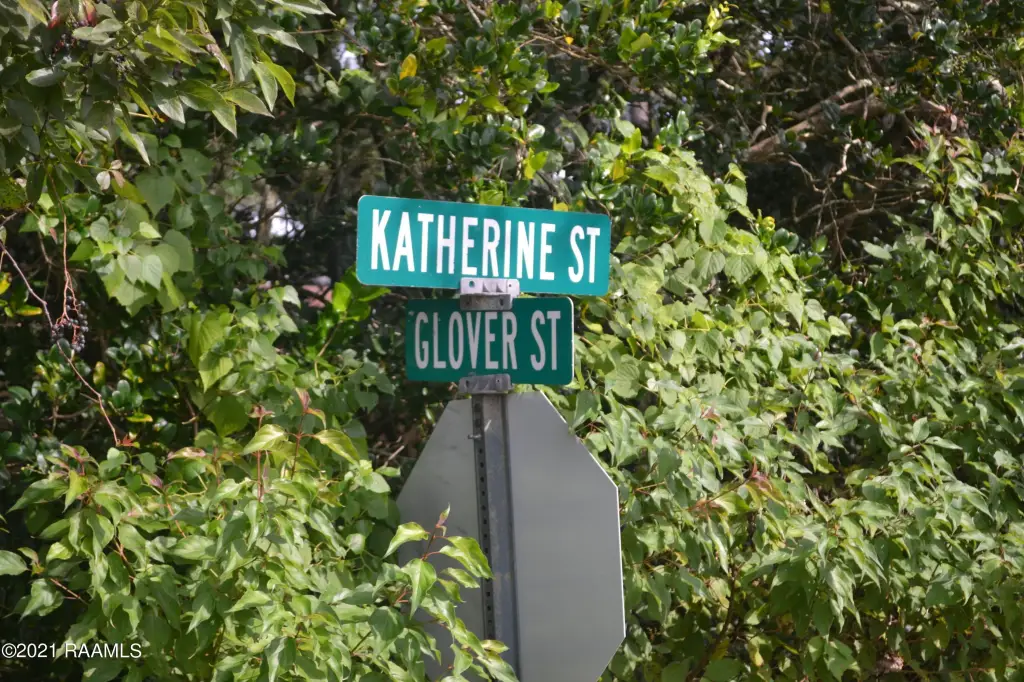 KATHERINE ST
GLOVER ST
©2021 RAAMLS